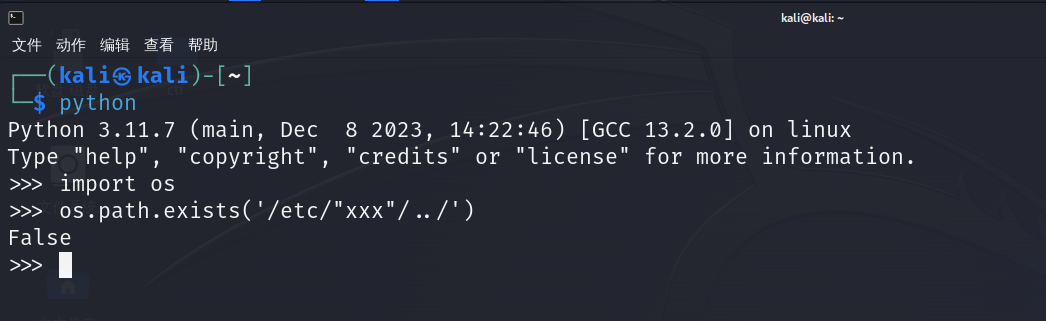 kali@kali: ~
文件 动作 编辑 查看 帮助
┌──(kali㉿kali)-[~]
└─$ python
Python 3.11.7 (main, Dec  8 2023, 14:22:46) [GCC 13.2.0] on linux
Type "help", "copyright", "credits" or "license" for more information.
>>> import os
>>> os.path.exists('/etc/"xxx"/../')
False
>>>